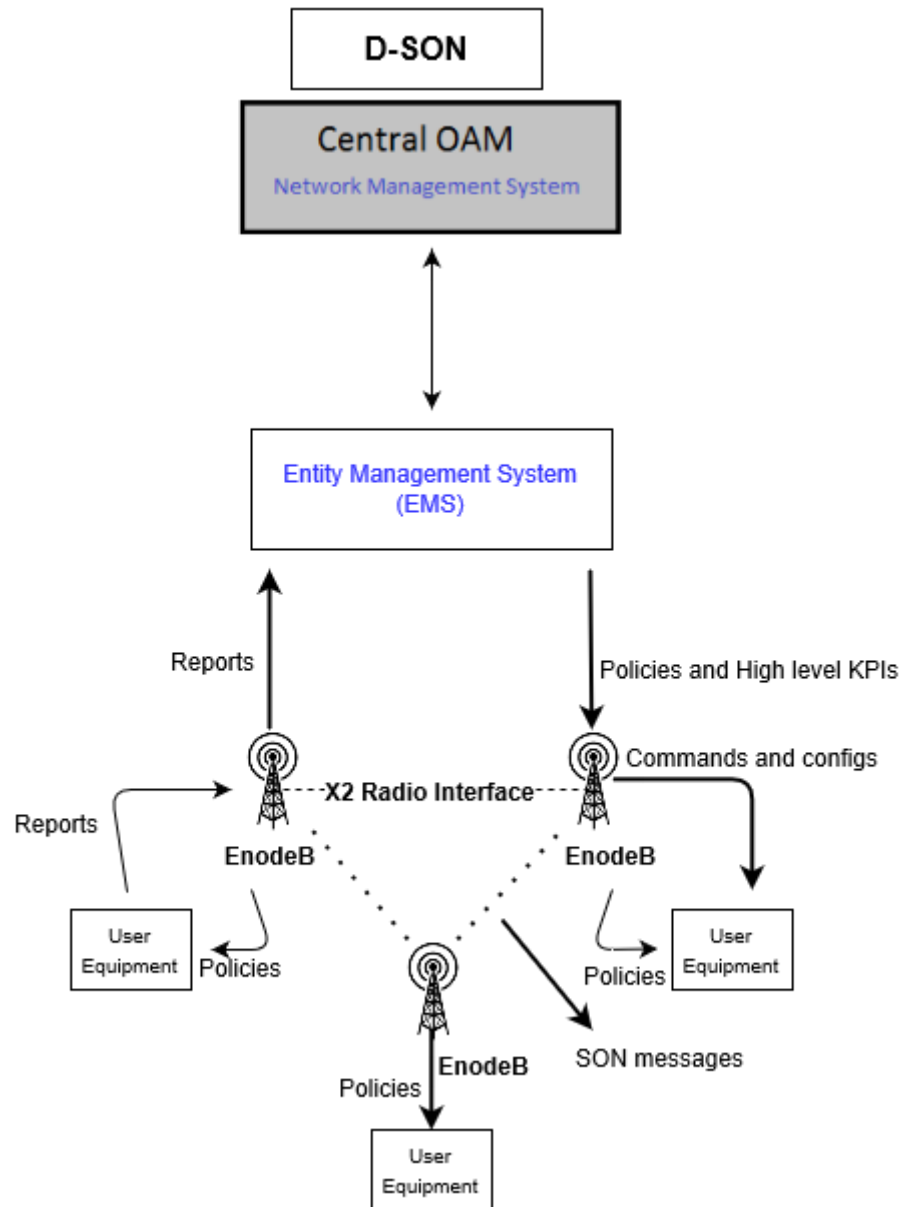 D-SON
Central OAM
Network Management System
Entity Management System
(EMS)
Reports
Policies and High level KPIs
Commands and configs
X2 Radio Interface
Reports
EnodeB
EnodeB
User
Equipment
Policies
Policies
User
Equipment
SON messages
EnodeB
Policies
User
Equipment